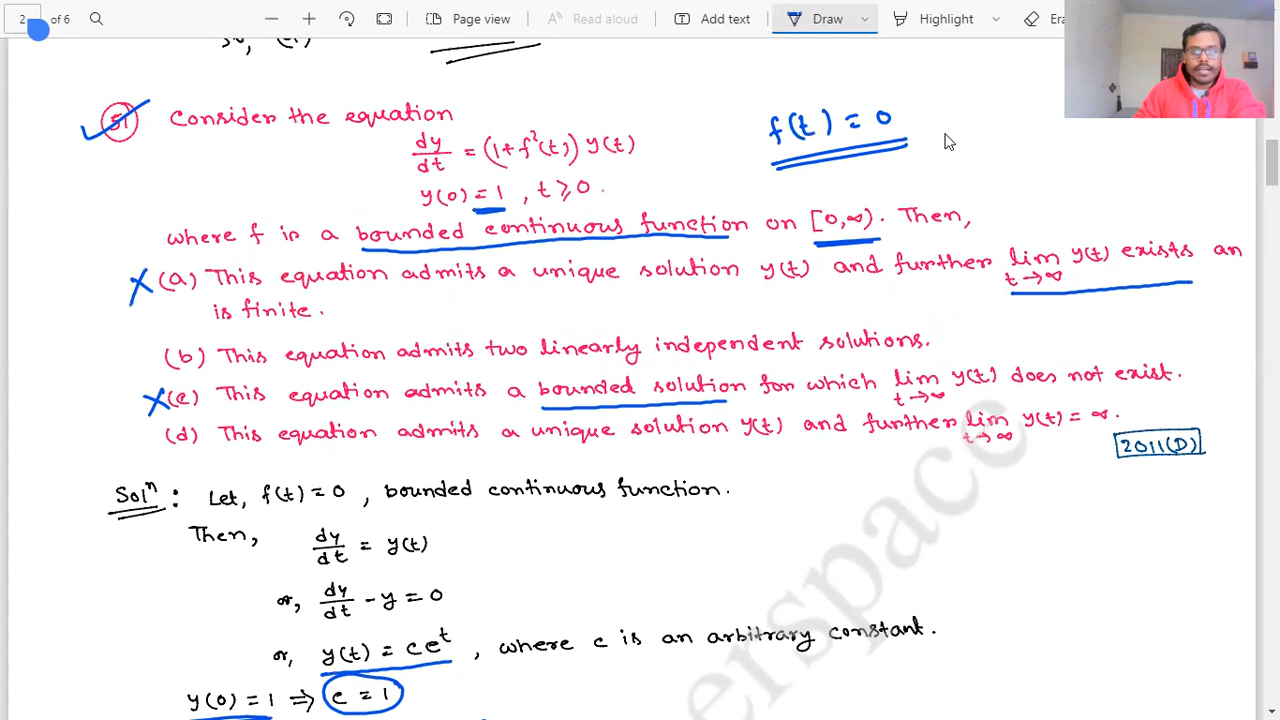 2 of 6
Page view
Read aloud
Add text
Draw
Highlight
Era
So, (c)
51 Consider the equation
f(t) = 0
dy/dt = (1+f²(t)) y(t)
y(0) = 1, t ≥ 0.
where f is a bounded continuous function on [0,∞). Then,
(a) This equation admits a unique solution y(t) and further lim t→∞ y(t) exists an
is finite.
(b) This equation admits two linearly independent solutions.
(c) This equation admits a bounded solution for which lim t→∞ y(t) does not exist.
(d) This equation admits a unique solution y(t) and further lim t→∞ y(t) = ∞.
2011(D)
Solⁿ : Let, f(t) = 0, bounded continuous function.
Then, dy/dt = y(t)
or, dy/dt - y = 0
or, y(t) = ce^t, where c is an arbitrary constant.
y(0) = 1 ⇒ c = 1